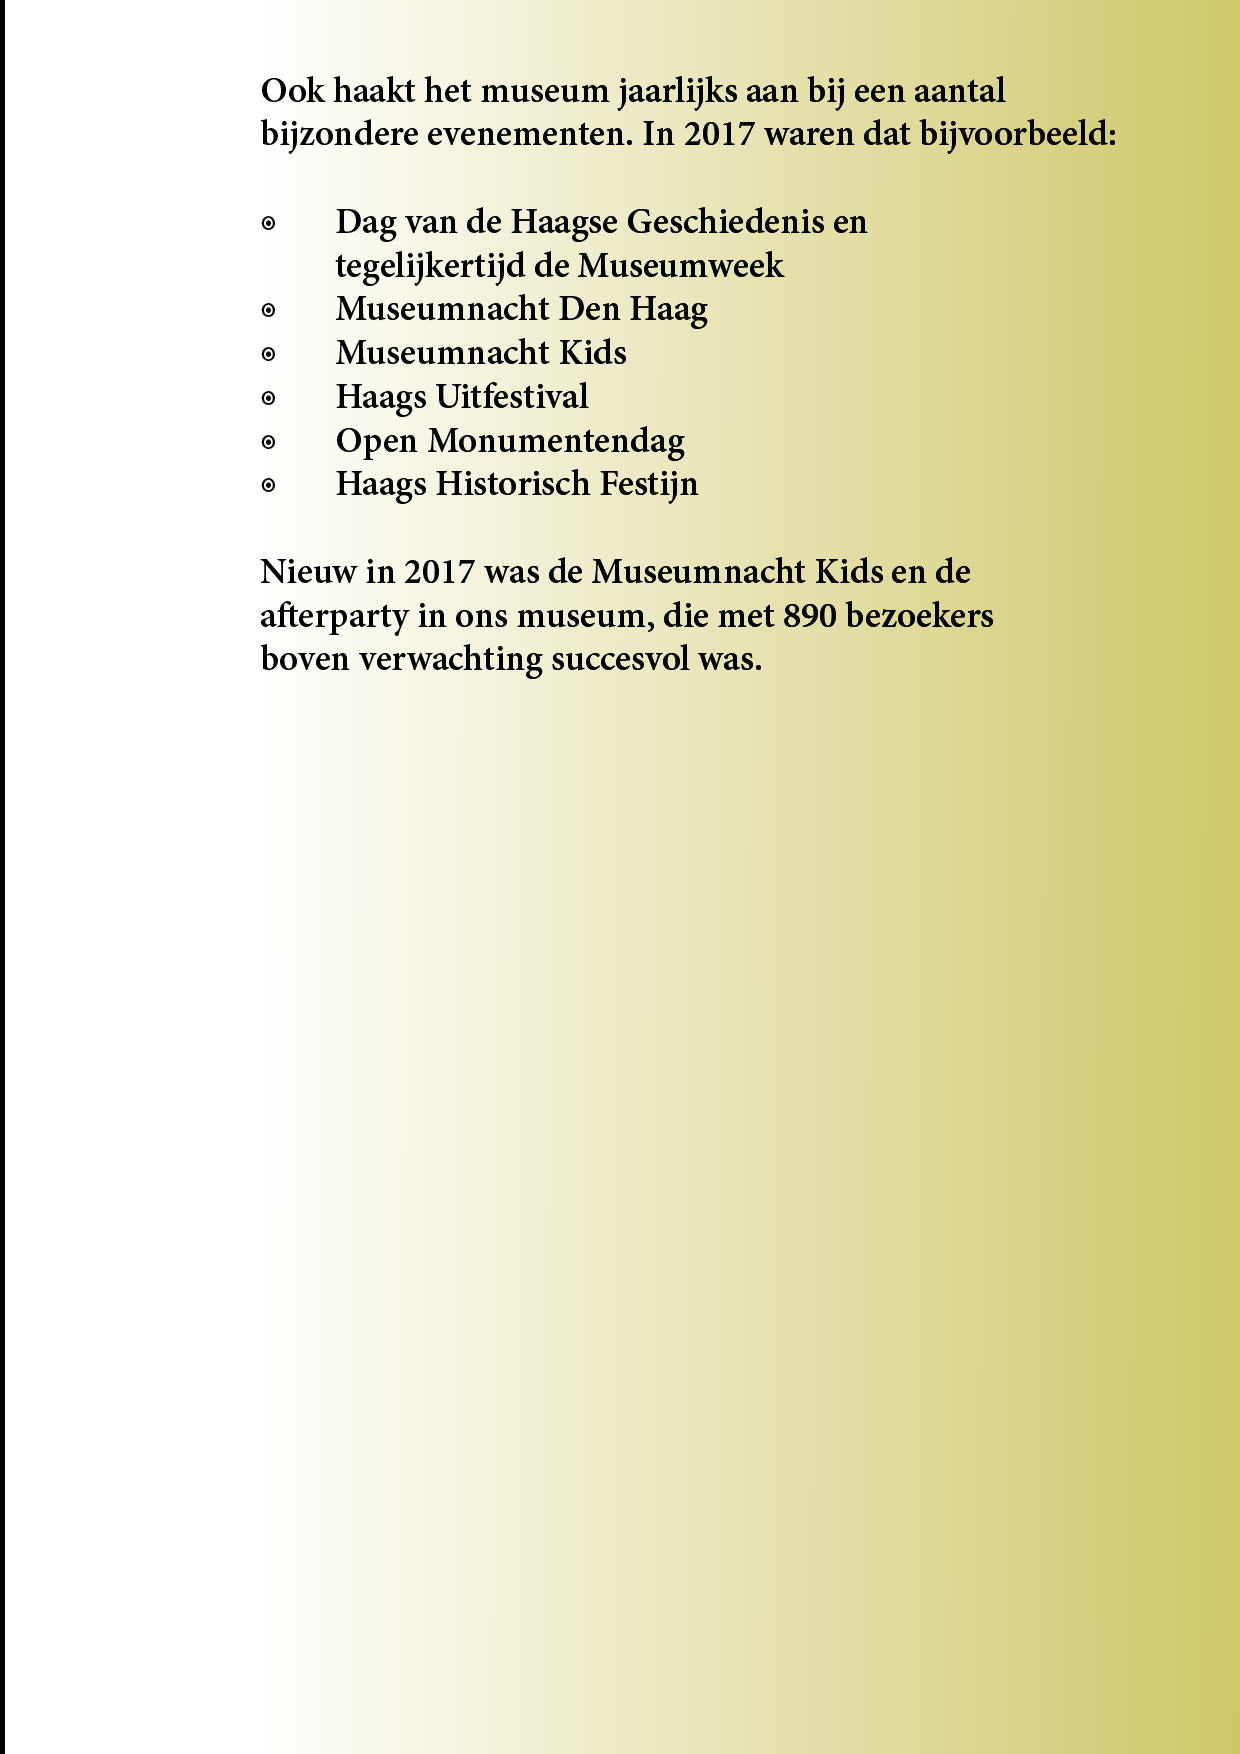 Ook haakt het museum jaarlijks aan bij een aantal
bijzondere evenementen. In 2017 waren dat bijvoorbeeld:
⊙ Dag van de Haagse Geschiedenis en
tegelijkertijd de Museumweek
⊙ Museumnacht Den Haag
⊙ Museumnacht Kids
⊙ Haags Uitfestival
⊙ Open Monumentendag
⊙ Haags Historisch Festijn
Nieuw in 2017 was de Museumnacht Kids en de
afterparty in ons museum, die met 890 bezoekers
boven verwachting succesvol was.